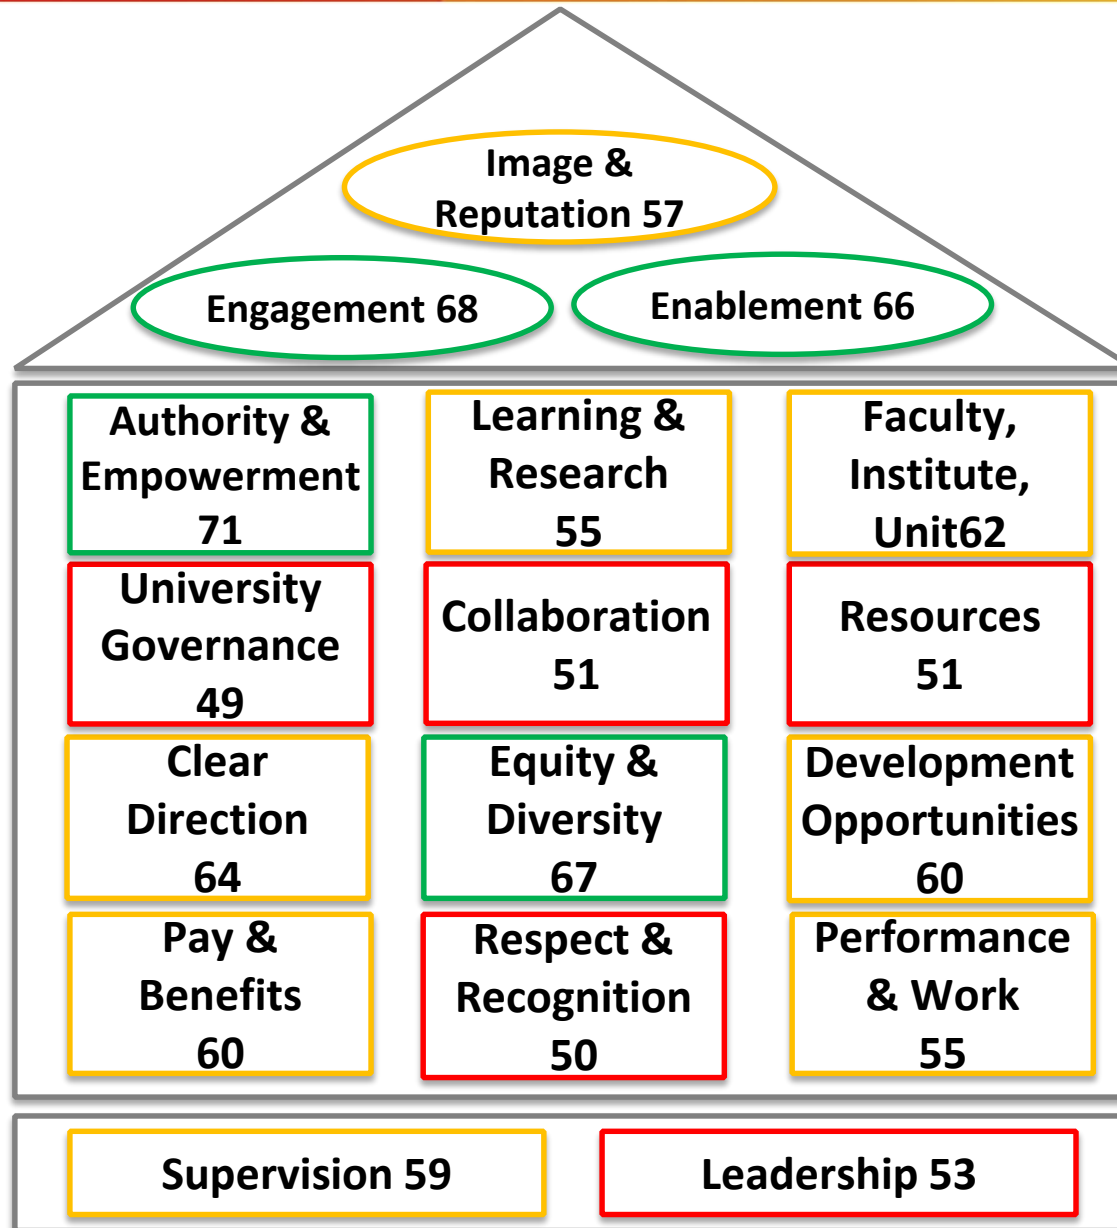 Image &
Reputation 57
Engagement 68
Enablement 66
Authority &
Empowerment
71
Learning &
Research
55
Faculty,
Institute,
Unit62
University
Governance
49
Collaboration
51
Resources
51
Clear
Direction
64
Equity &
Diversity
67
Development
Opportunities
60
Pay &
Benefits
60
Respect &
Recognition
50
Performance
& Work
55
Supervision 59
Leadership 53